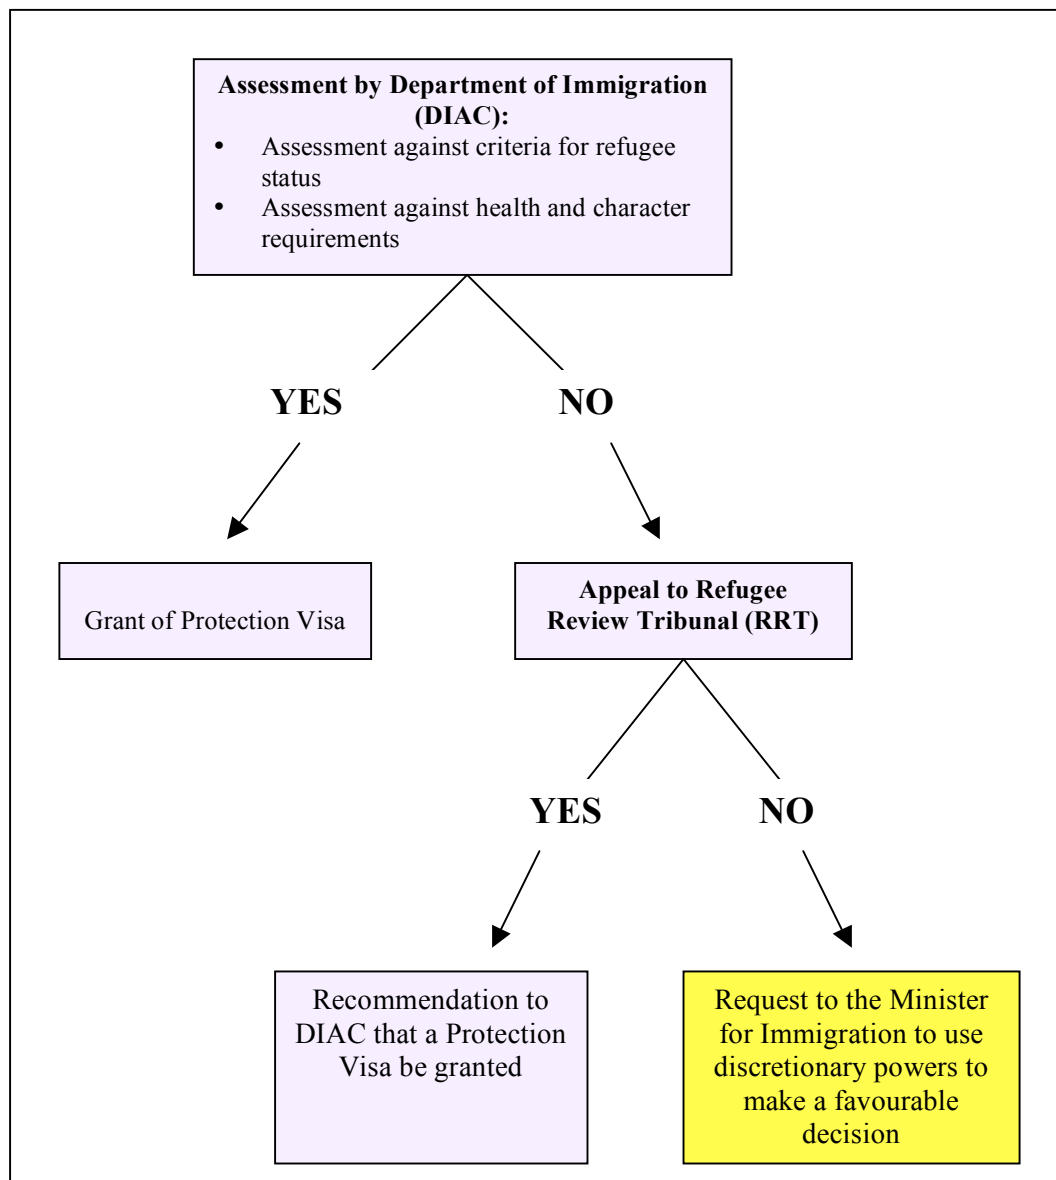 Assessment by Department of Immigration
(DIAC):
• Assessment against criteria for refugee
status
• Assessment against health and character
requirements
YES
NO
Grant of Protection Visa
Appeal to Refugee
Review Tribunal (RRT)
YES
NO
Recommendation to
DIAC that a Protection
Visa be granted
Request to the Minister
for Immigration to use
discretionary powers to
make a favourable
decision